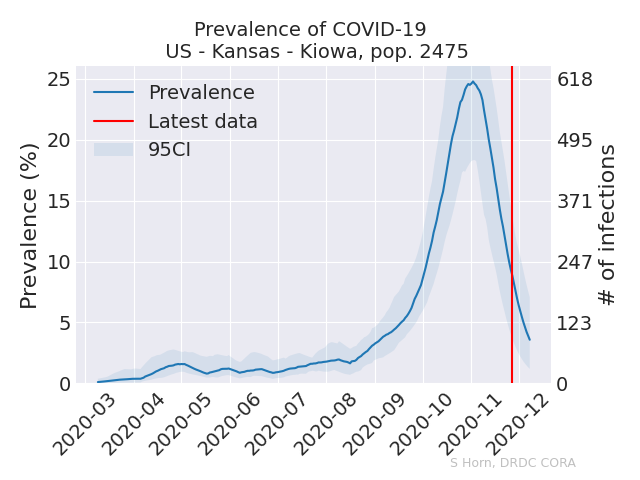 Prevalence of COVID-19
US - Kansas - Kiowa, pop. 2475
Prevalence (%)
25
20
15
10
5
0
Prevalence
Latest data
95CI
618
495
371
247
123
0
# of infections
2020-03
2020-04
2020-05
2020-06
2020-07
2020-08
2020-09
2020-10
2020-11
2020-12
S Horn, DRDC CORA